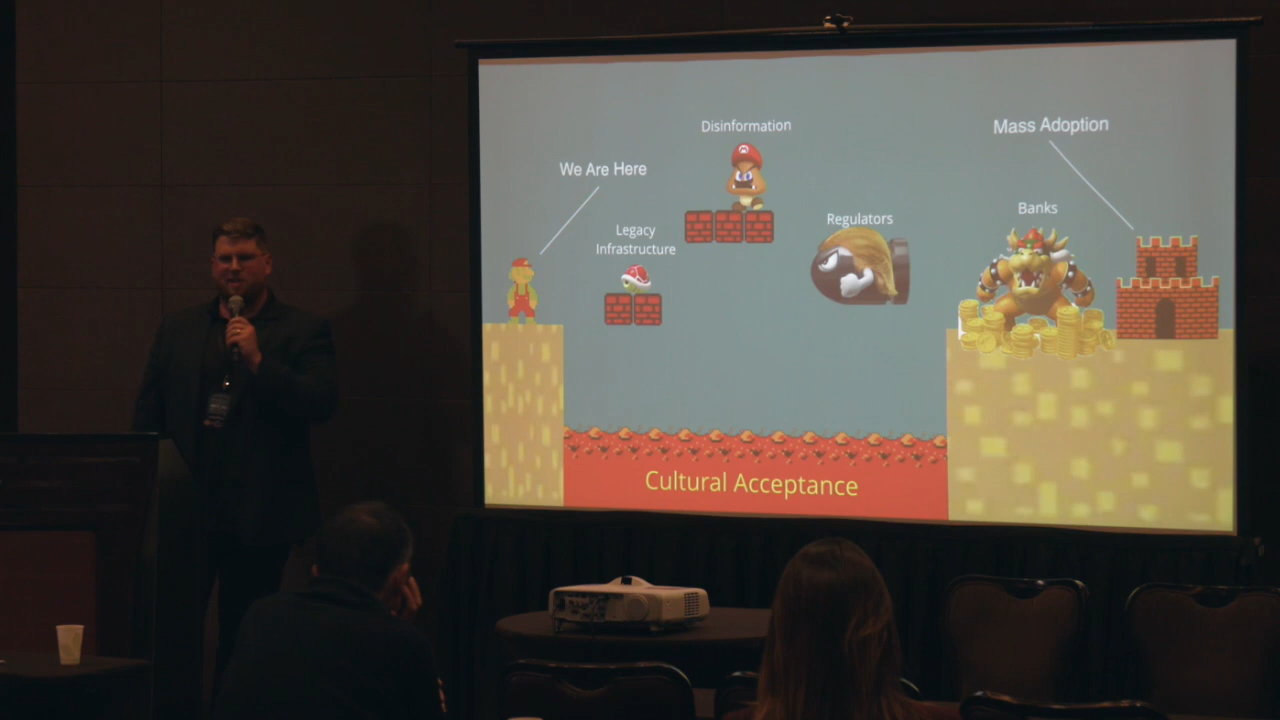 Disinformation
Mass Adoption
We Are Here
Banks
Regulators
Legacy
Infrastructure
Cultural Acceptance